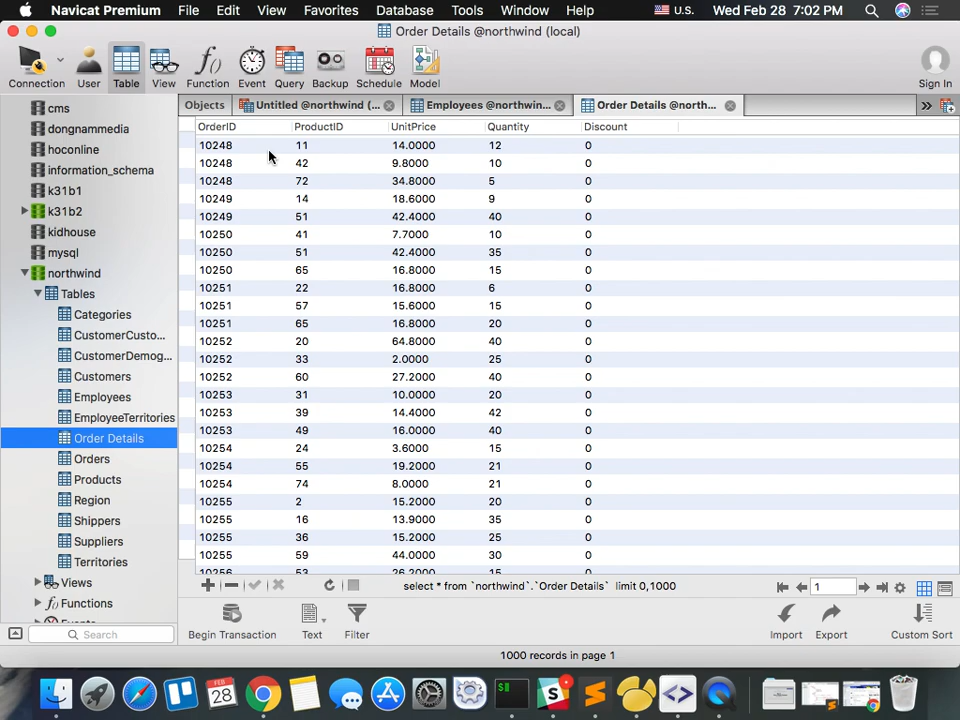 Navicat Premium File Edit View Favorites Database Tools Window Help U.S. Wed Feb 28 7:02 PM
Order Details @northwind (local)
Connection User Table View Function Event Query Backup Schedule Model Sign In
Objects Untitled @northwind (... Employees @northwin... Order Details @north...
cms
dongnammedia
hoconline
information_schema
k31b1
k31b2
kidhouse
mysql
northwind
Tables
Categories
CustomerCusto...
CustomerDemog...
Customers
Employees
EmployeeTerritories
Order Details
Orders
Products
Region
Shippers
Suppliers
Territories
Views
Functions
Search
OrderID ProductID UnitPrice Quantity Discount
10248 11 14.0000 12 0
10248 42 9.8000 10 0
10248 72 34.8000 5 0
10249 14 18.6000 9 0
10249 51 42.4000 40 0
10250 41 7.7000 10 0
10250 51 42.4000 35 0
10250 65 16.8000 15 0
10251 22 16.8000 6 0
10251 57 15.6000 15 0
10251 65 16.8000 20 0
10252 20 64.8000 40 0
10252 33 2.0000 25 0
10252 60 27.2000 40 0
10253 31 10.0000 20 0
10253 39 14.4000 42 0
10253 49 16.0000 40 0
10254 24 3.6000 15 0
10254 55 19.2000 21 0
10254 74 8.0000 21 0
10255 2 15.2000 20 0
10255 16 13.9000 35 0
10255 36 15.2000 25 0
10255 59 44.0000 30 0
10256 53 26.2000 15 0
select * from `northwind`.`Order Details` limit 0,1000 1
Begin Transaction Text Filter Import Export Custom Sort
1000 records in page 1
FEB
28